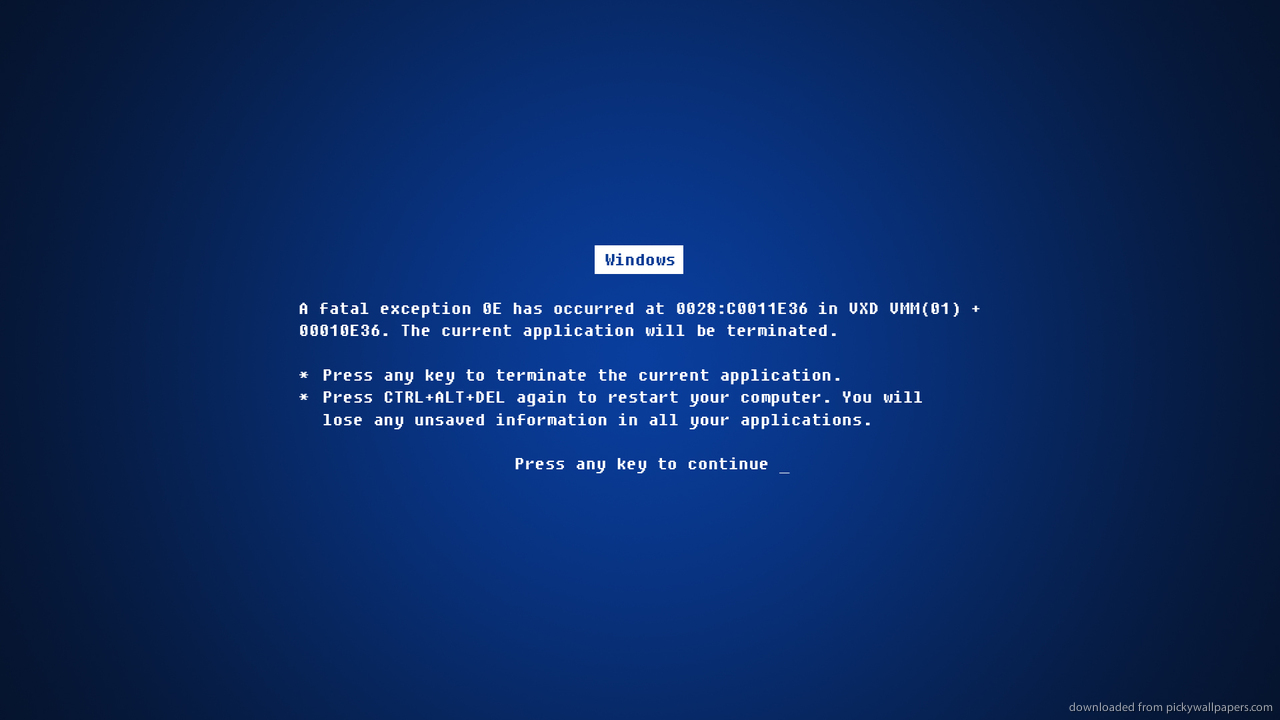 Windows
A fatal exception 0E has occurred at 0028:C0011E36 in VXD VMM(01) +
00010E36. The current application will be terminated.
* Press any key to terminate the current application.
* Press CTRL+ALT+DEL again to restart your computer. You will
lose any unsaved information in all your applications.
Press any key to continue _
downloaded from pickywallpapers.com